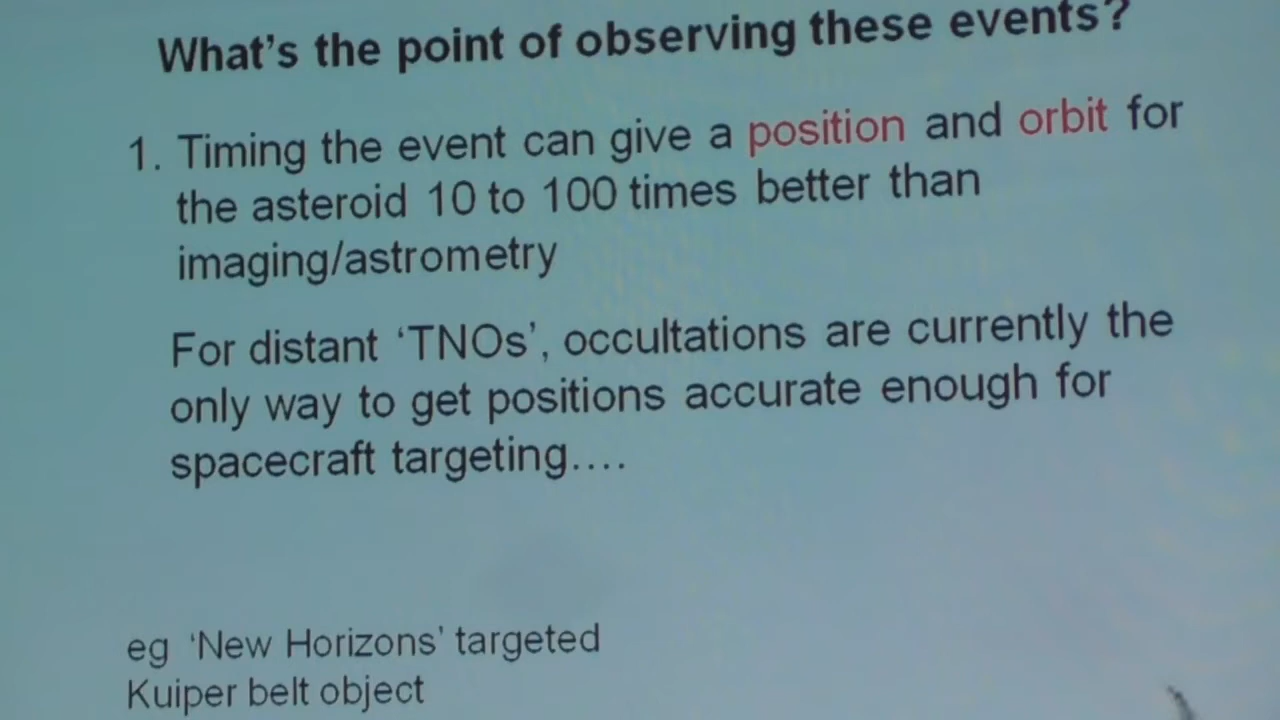 What's the point of observing these events?
1. Timing the event can give a position and orbit for
the asteroid 10 to 100 times better than
imaging/astrometry
For distant ‘TNOs’, occultations are currently the
only way to get positions accurate enough for
spacecraft targeting....
eg ‘New Horizons’ targeted
Kuiper belt object